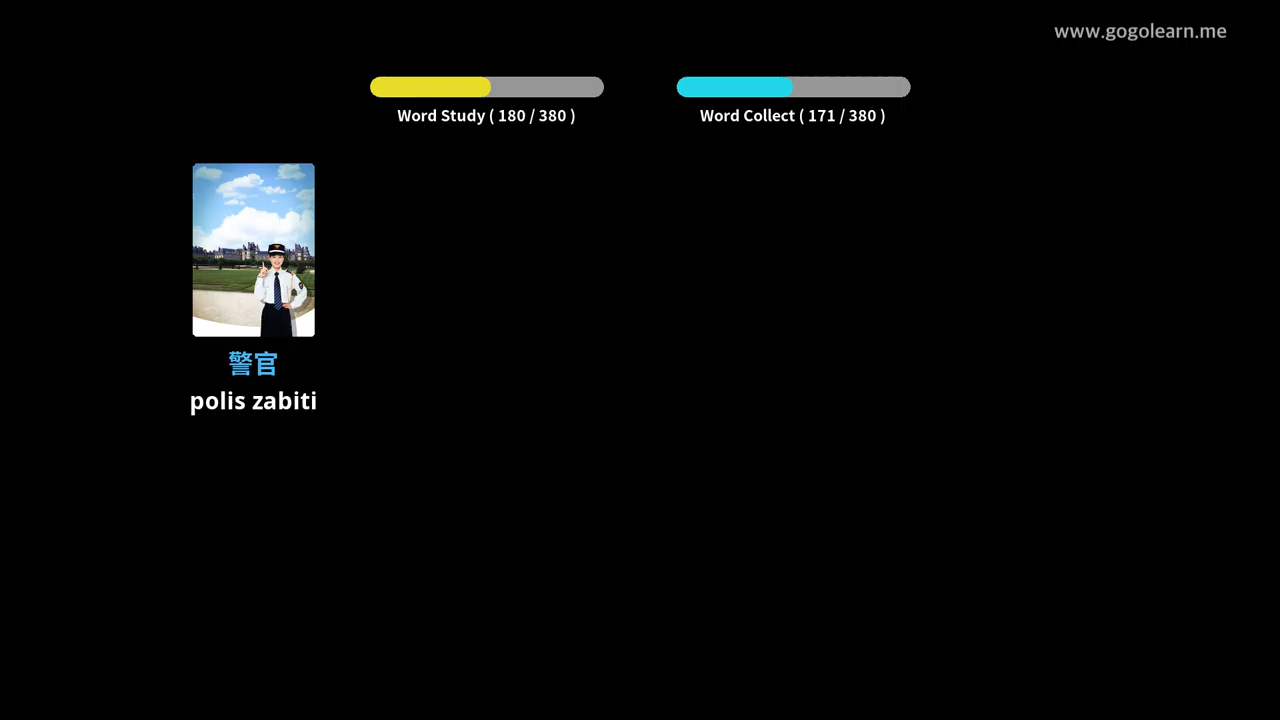 www.gogolearn.me
Word Study ( 180 / 380 )
Word Collect ( 171 / 380 )
警官
polis zabiti